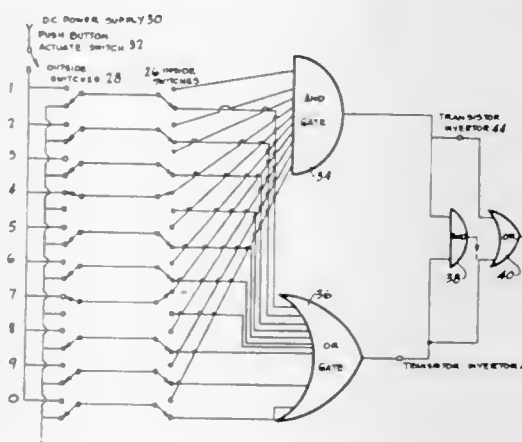 DC POWER SUPPLY 30
PUSH BUTTON
ACTUATE SWITCH 32
OUTSIDE
SWITCHES 28
26 INSIDE
SWITCHES
1
2
3
4
5
6
7
8
9
0
AND
GATE
34
36
OR
GATE
TRANSISTOR
INVERTOR 44
AND
38
OR
40
TRANSISTOR INVERTOR